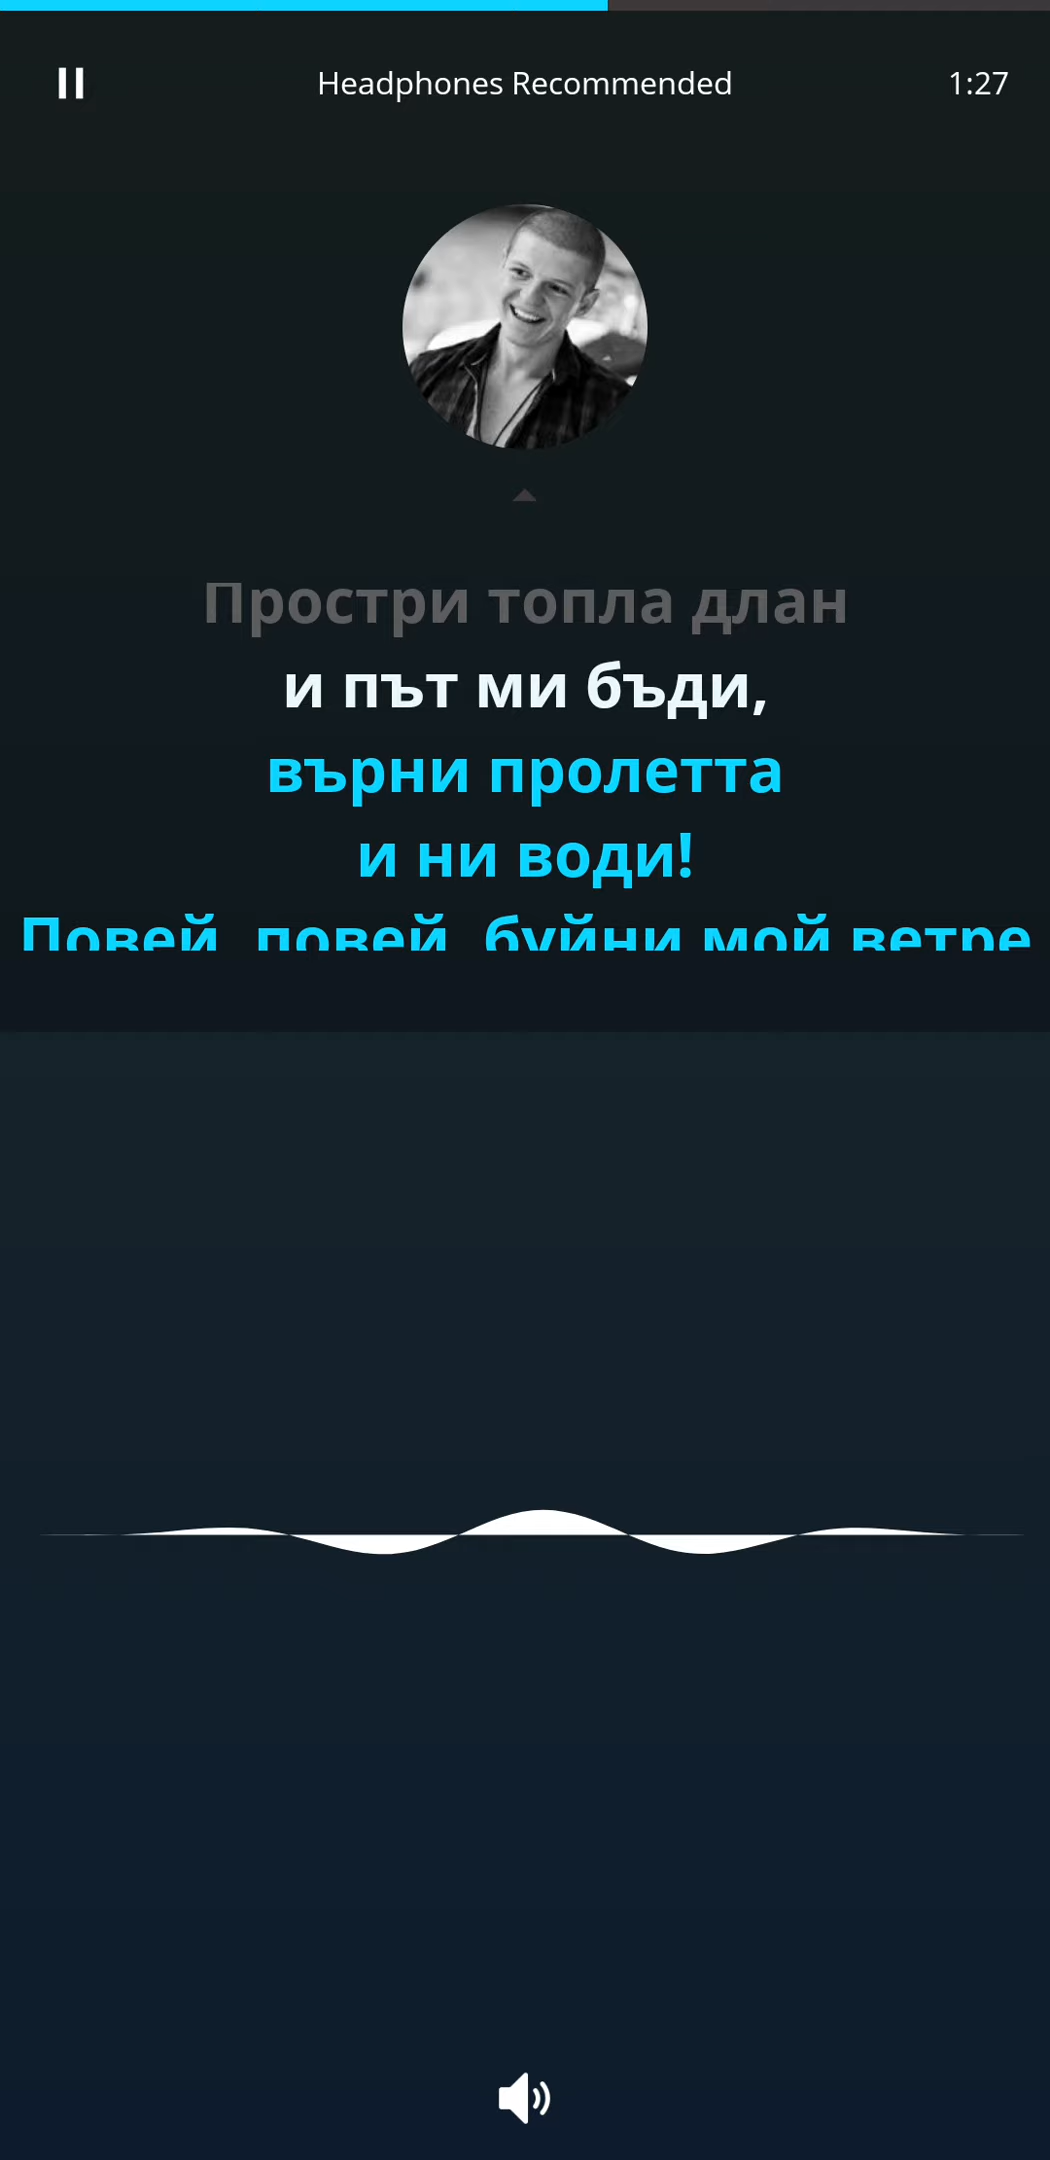 Headphones Recommended
1:27
Простри топла длан
и път ми бъди,
върни пролетта
и ни води!
Повей, повей, буйни мой ветре